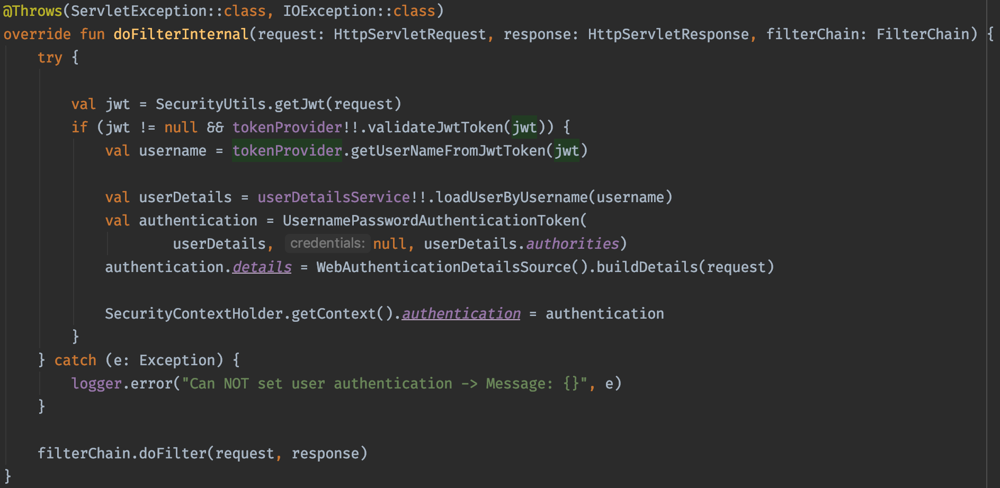 @Throws(ServletException::class, IOException::class)
override fun doFilterInternal(request: HttpServletRequest, response: HttpServletResponse, filterChain: FilterChain) {
    try {

        val jwt = SecurityUtils.getJwt(request)
        if (jwt != null && tokenProvider!!.validateJwtToken(jwt)) {
            val username = tokenProvider.getUserNameFromJwtToken(jwt)

            val userDetails = userDetailsService!!.loadUserByUsername(username)
            val authentication = UsernamePasswordAuthenticationToken(
                    userDetails, credentials: null, userDetails.authorities)
            authentication.details = WebAuthenticationDetailsSource().buildDetails(request)

            SecurityContextHolder.getContext().authentication = authentication
        }
    } catch (e: Exception) {
        logger.error("Can NOT set user authentication -> Message: {}", e)
    }

    filterChain.doFilter(request, response)
}